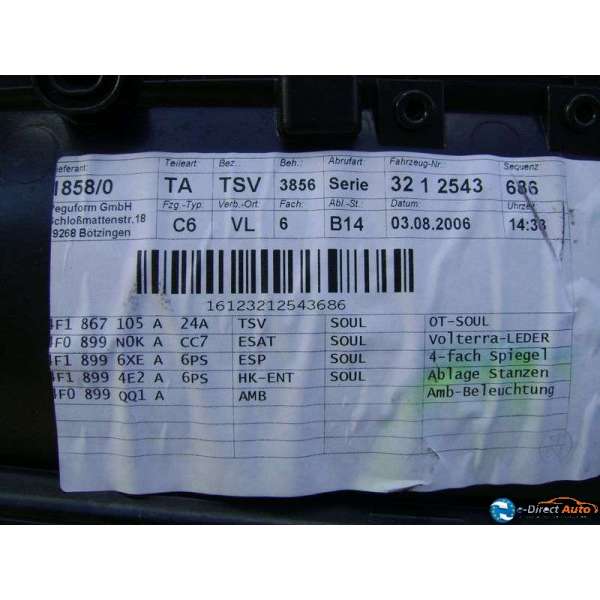 ieferant Teileart Bez.. Beh.: Abrufart Fahrzeug-Nr. Sequenz
1858/0 TA TSV 3856 Serie 32 1 2543 686
Peguform GmbH Fzg.-Typ: Verb.-Ort: Fach: Abl.-St.: Datum: Uhrzeit
Schloßmattenstr.18
79268 Bötzingen C6 VL 6 B14 03.08.2006 14:33
16123212543686
4F1 867 105 A 24A TSV SOUL OT-SOUL
4F0 899 N0K A CC7 ESAT SOUL Volterra-LEDER
4F1 899 6XE A 6PS ESP SOUL 4-fach Spiegel
4F1 899 4E2 A 6PS HK-ENT SOUL Ablage Stanzen
4F0 899 QQ1 A AMB Amb-Beleuchtung
e-Direct Auto